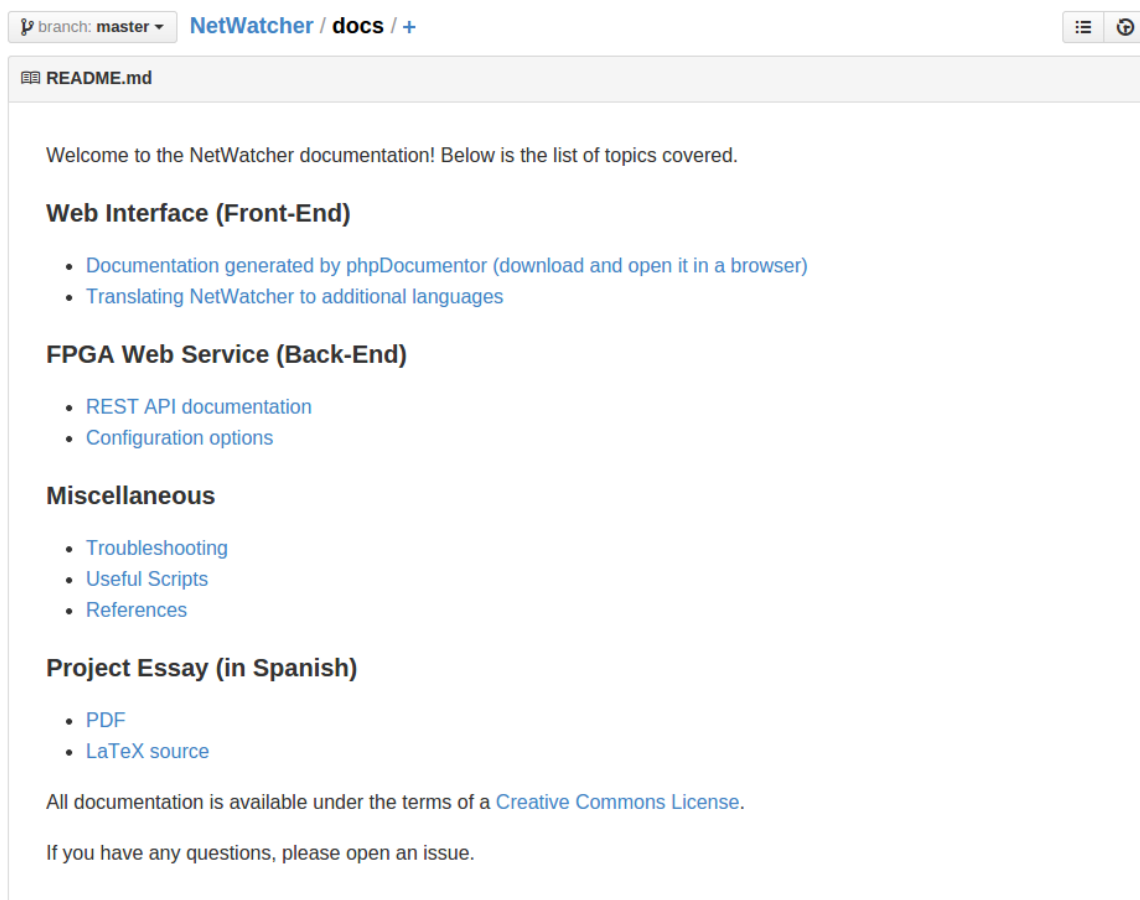 branch: master NetWatcher / docs / +
README.md
Welcome to the NetWatcher documentation! Below is the list of topics covered.
Web Interface (Front-End)
Documentation generated by phpDocumentor (download and open it in a browser)
Translating NetWatcher to additional languages
FPGA Web Service (Back-End)
REST API documentation
Configuration options
Miscellaneous
Troubleshooting
Useful Scripts
References
Project Essay (in Spanish)
PDF
LaTeX source
All documentation is available under the terms of a Creative Commons License.
If you have any questions, please open an issue.